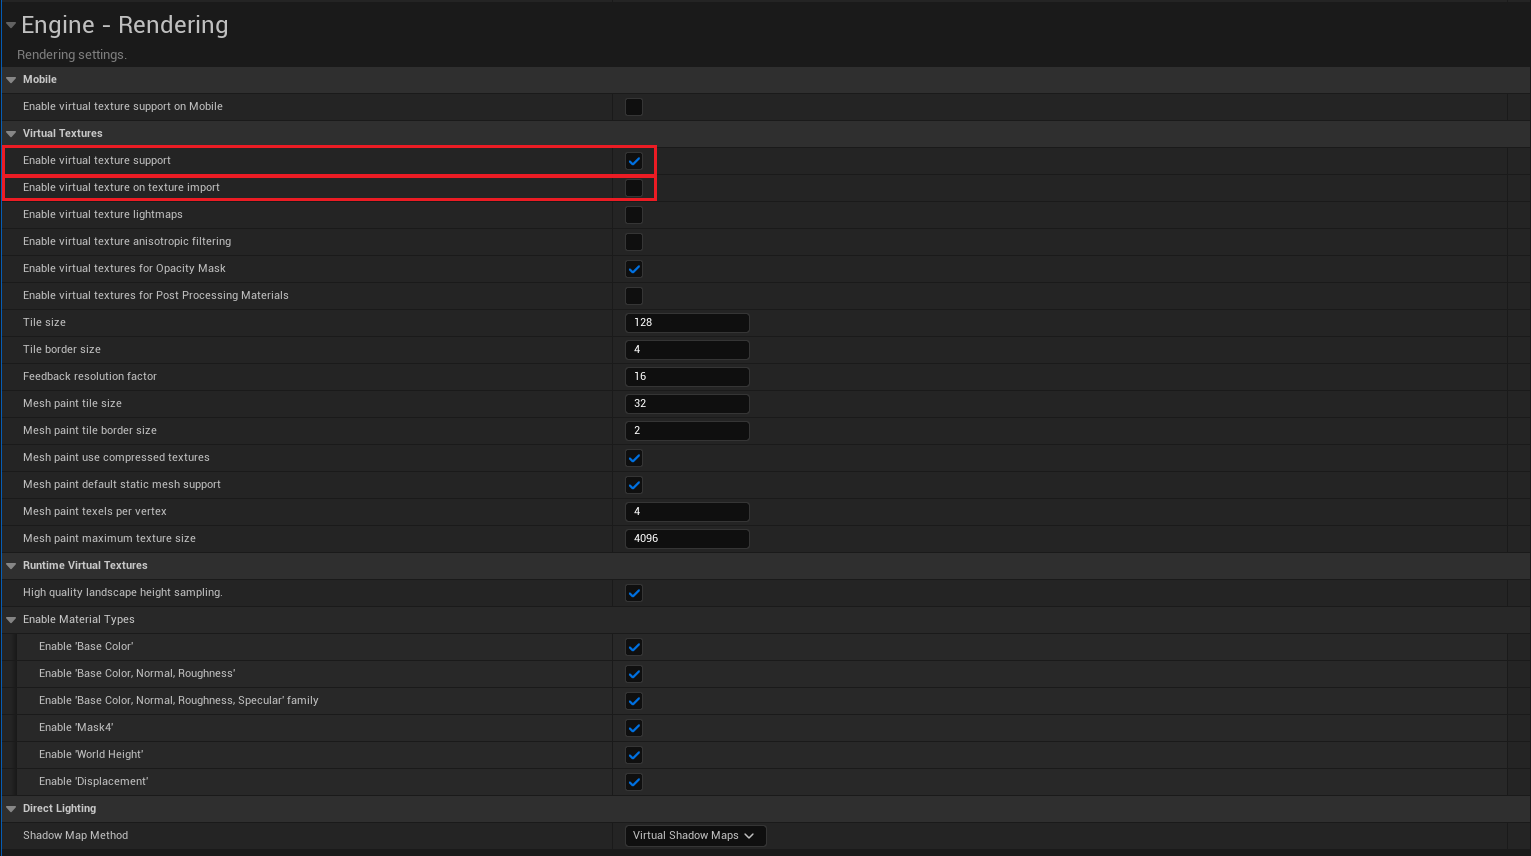 Engine - Rendering
Rendering settings.
Mobile
Enable virtual texture support on Mobile
Virtual Textures
Enable virtual texture support
Enable virtual texture on texture import
Enable virtual texture lightmaps
Enable virtual texture anisotropic filtering
Enable virtual textures for Opacity Mask
Enable virtual textures for Post Processing Materials
Tile size 128
Tile border size 4
Feedback resolution factor 16
Mesh paint tile size 32
Mesh paint tile border size 2
Mesh paint use compressed textures
Mesh paint default static mesh support
Mesh paint texels per vertex 4
Mesh paint maximum texture size 4096
Runtime Virtual Textures
High quality landscape height sampling.
Enable Material Types
Enable 'Base Color'
Enable 'Base Color, Normal, Roughness'
Enable 'Base Color, Normal, Roughness, Specular' family
Enable 'Mask4'
Enable 'World Height'
Enable 'Displacement'
Direct Lighting
Shadow Map Method Virtual Shadow Maps